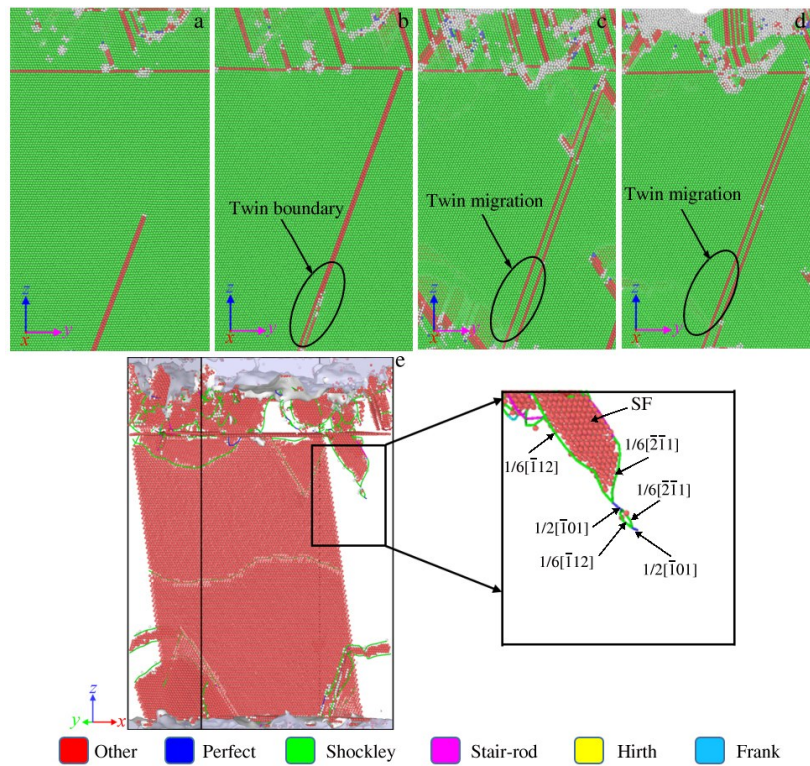 a
b
c
d
Twin boundary
Twin migration
Twin migration
z
x
y
z
x
y
z
x
y
z
x
y
e
SF
1/6[1̅12]
1/6[2̅1̅1]
1/6[2̅1̅1]
1/2[1̅01]
1/6[1̅12]
1/2[1̅01]
z
y
x
Other
Perfect
Shockley
Stair-rod
Hirth
Frank